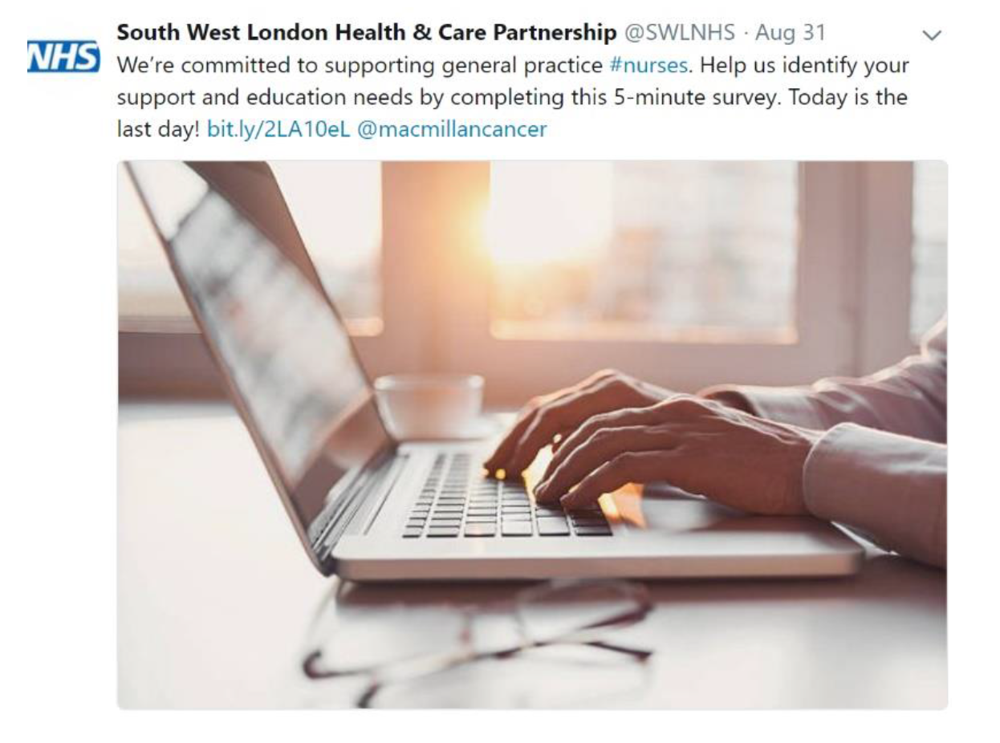 South West London Health & Care Partnership @SWLNHS · Aug 31
NHS
We're committed to supporting general practice #nurses. Help us identify your
support and education needs by completing this 5-minute survey. Today is the
last day! bit.ly/2LA10eL @macmillancancer